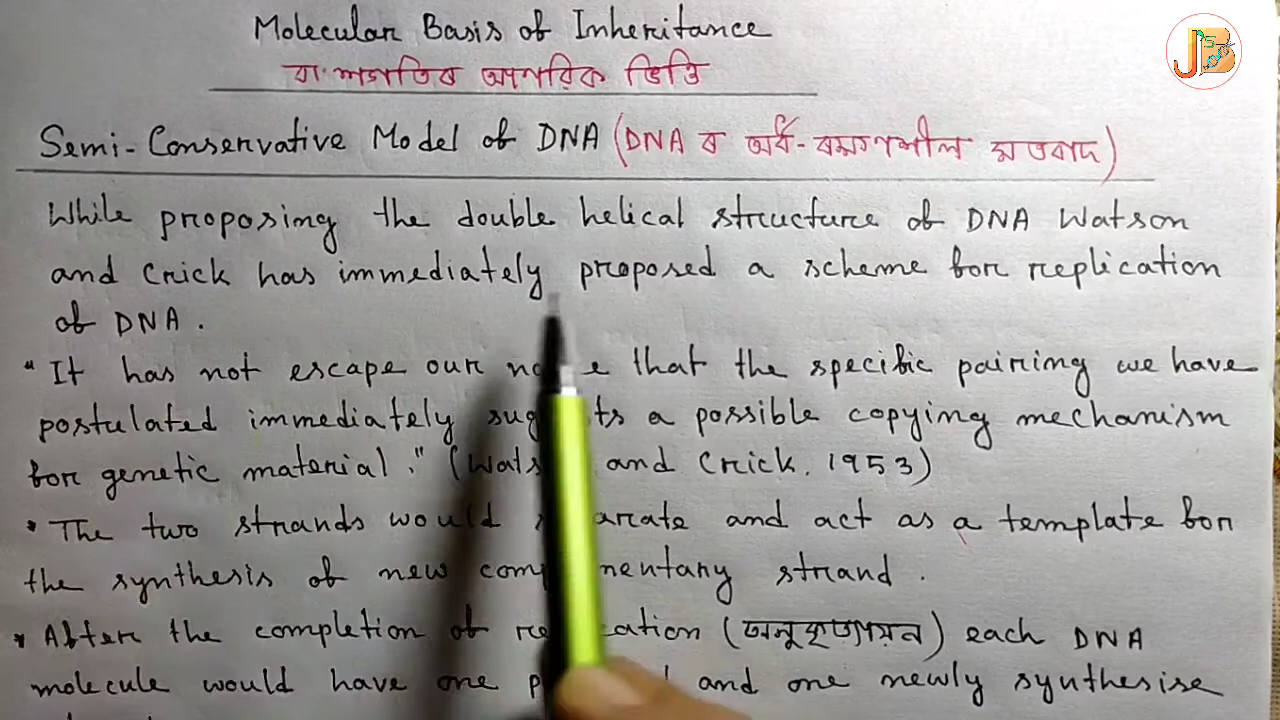 Molecular Basis of Inheritance
বংশগতিৰ আণৱিক ভিত্তি
Semi-Conservative Model of DNA (DNA ৰ অৰ্ধ-ৰক্ষণশীল মতবাদ)
While proposing the double helical structure of DNA Watson
and Crick has immediately proposed a scheme for replication
of DNA.
"It has not escape our that the specific pairing we have
postulated immediately a possible copying mechanism
for genetic material." ( and Crick, 1953)
• The two strands would and act as a template for
the synthesis of new strand.
* After the completion of (অনুকৃত্যায়ন) each DNA
molecule would have one and one newly synthesise